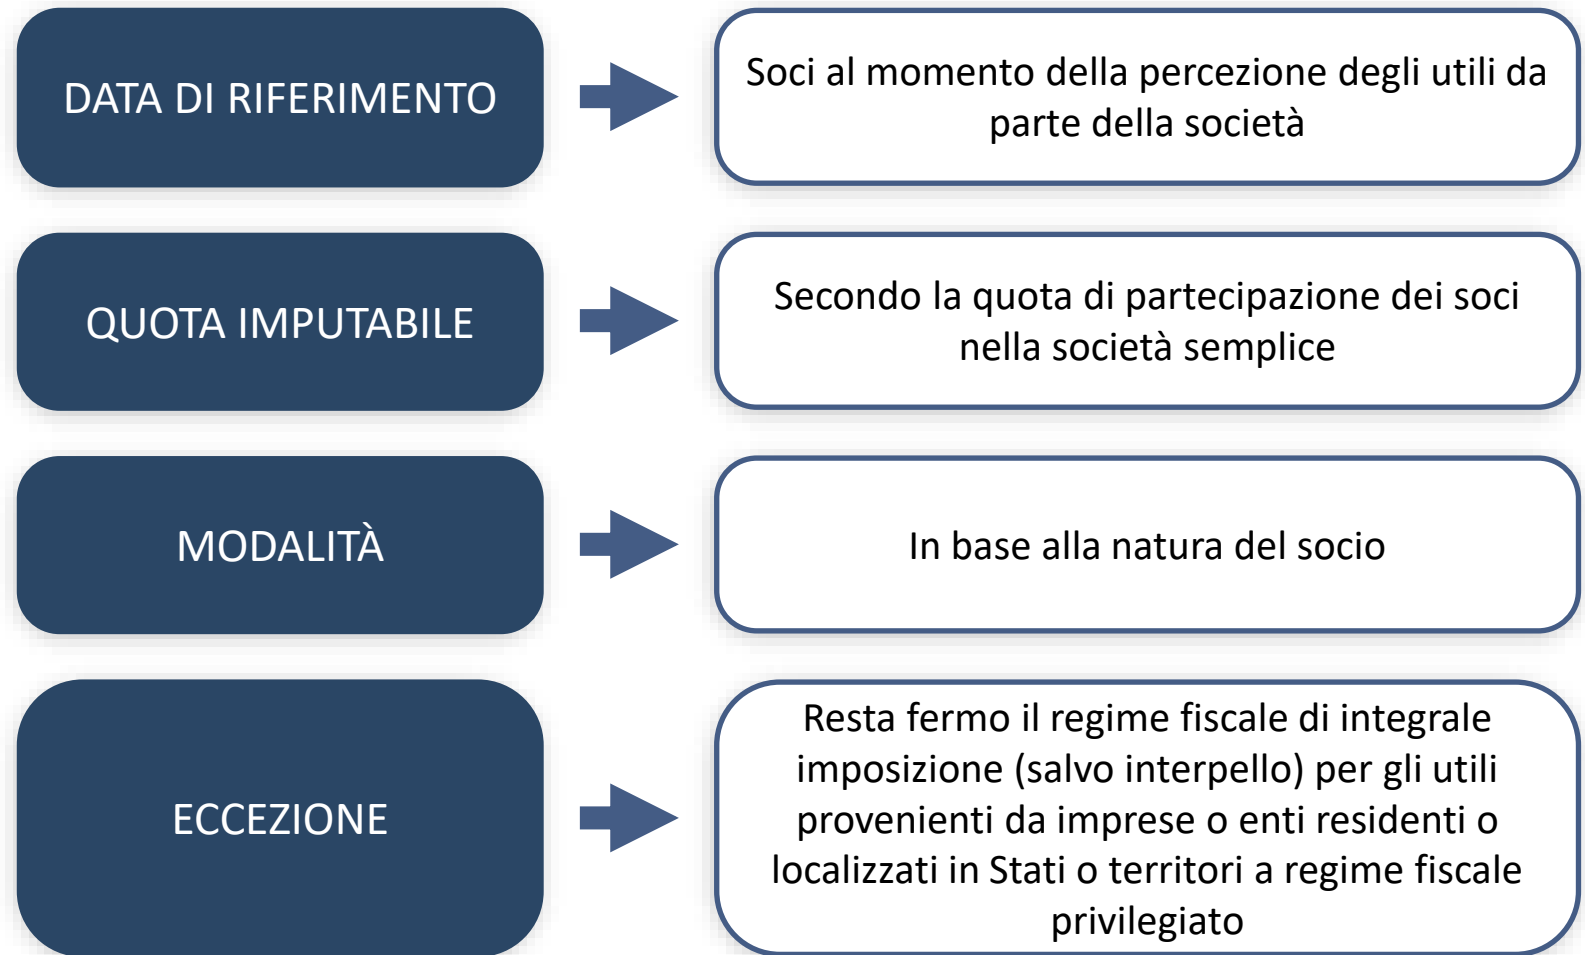 DATA DI RIFERIMENTO
Soci al momento della percezione degli utili da
parte della società
QUOTA IMPUTABILE
Secondo la quota di partecipazione dei soci
nella società semplice
MODALITÀ
In base alla natura del socio
ECCEZIONE
Resta fermo il regime fiscale di integrale
imposizione (salvo interpello) per gli utili
provenienti da imprese o enti residenti o
localizzati in Stati o territori a regime fiscale
privilegiato